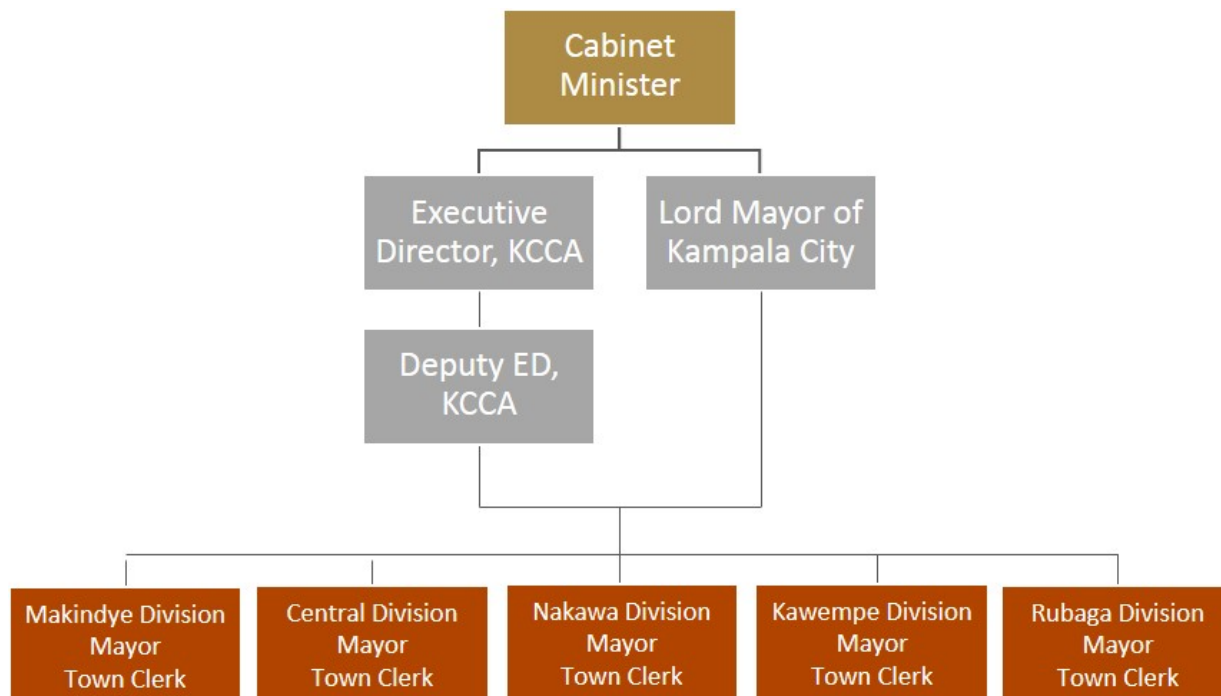 Cabinet
Minister
Executive
Director, KCCA
Lord Mayor of
Kampala City
Deputy ED,
KCCA
Makindye Division
Mayor
Town Clerk
Central Division
Mayor
Town Clerk
Nakawa Division
Mayor
Town Clerk
Kawempe Division
Mayor
Town Clerk
Rubaga Division
Mayor
Town Clerk